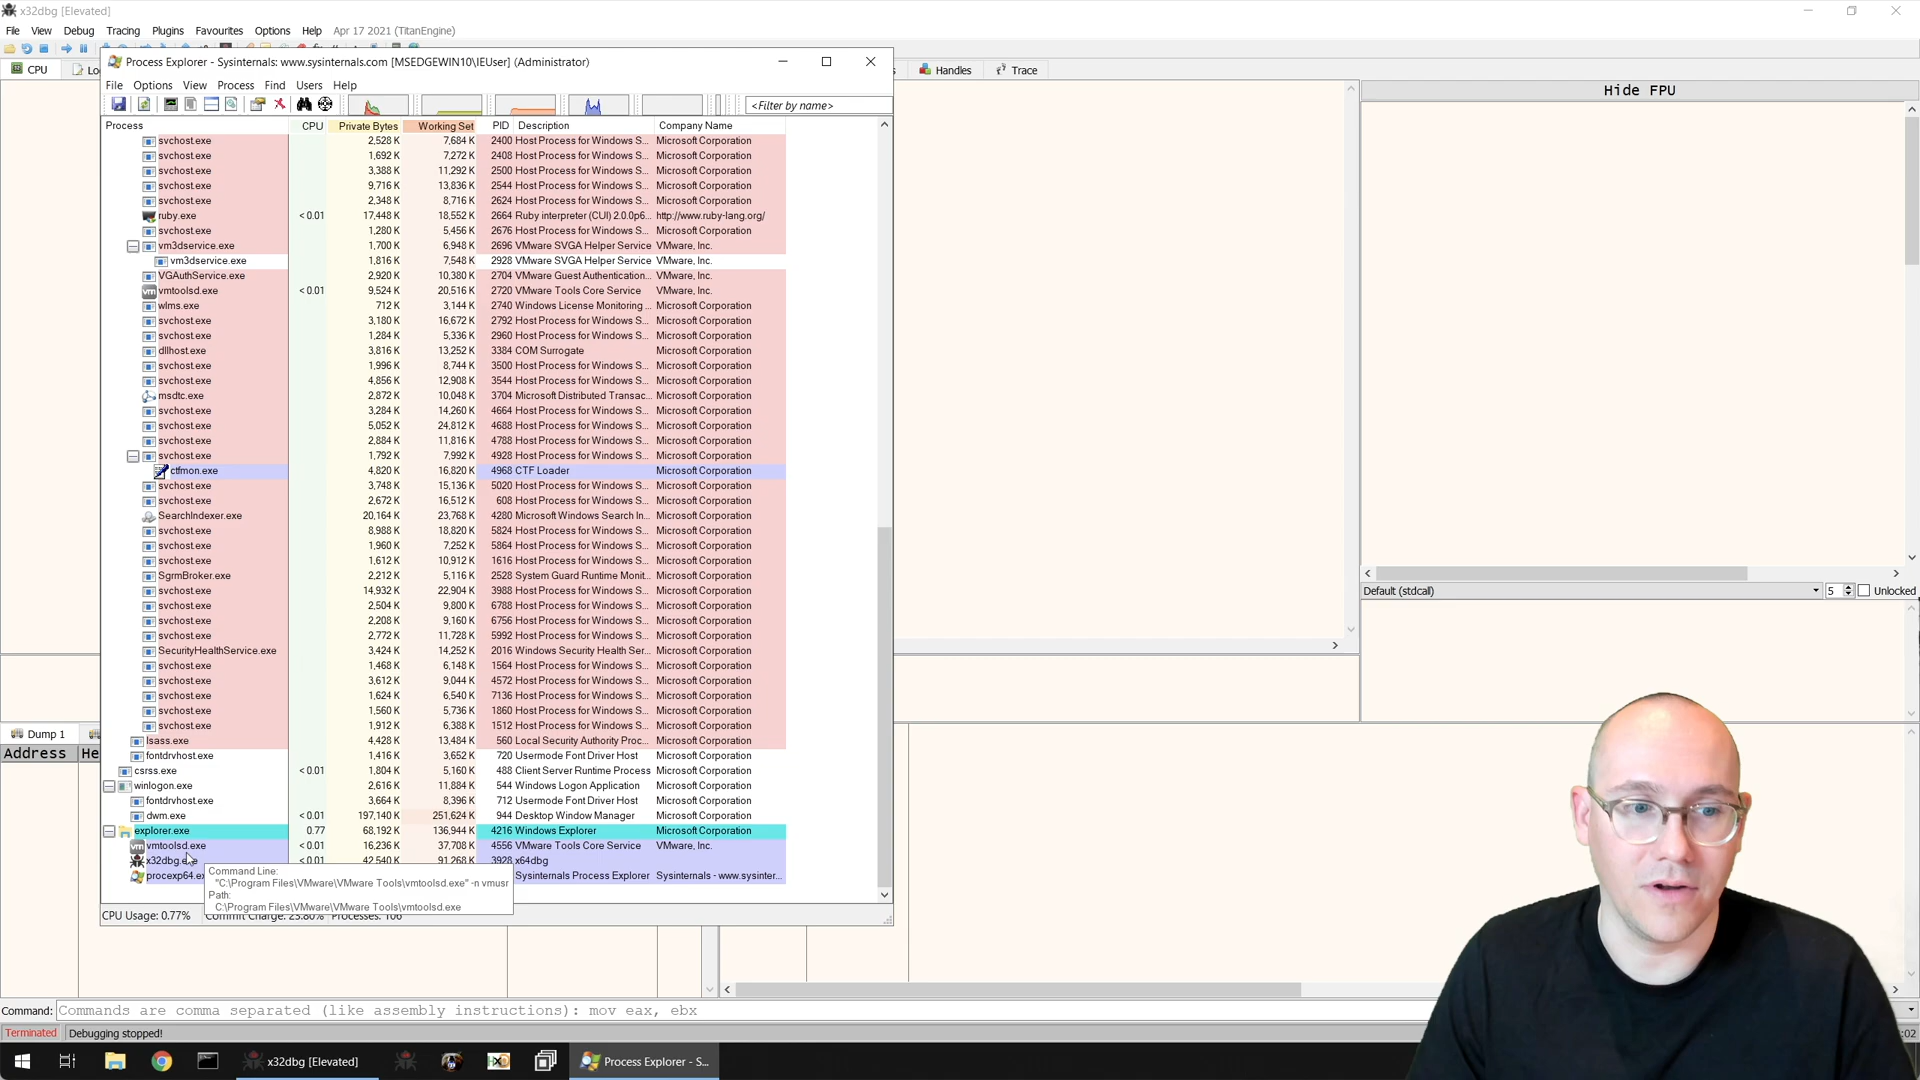 x32dbg [Elevated]
File View Debug Tracing Plugins Favourites Options Help Apr 17 2021 (TitanEngine)
CPU
Handles Trace
Hide FPU
Process Explorer - Sysinternals: www.sysinternals.com [MSEDGEWIN10\IEUser] (Administrator)
File Options View Process Find Users Help
<Filter by name>
Process CPU Private Bytes Working Set PID Description Company Name
svchost.exe 2,528 K 7,684 K 2400 Host Process for Windows S... Microsoft Corporation
svchost.exe 1,692 K 7,272 K 2408 Host Process for Windows S... Microsoft Corporation
svchost.exe 3,388 K 11,292 K 2500 Host Process for Windows S... Microsoft Corporation
svchost.exe 9,716 K 13,836 K 2544 Host Process for Windows S... Microsoft Corporation
svchost.exe 2,348 K 8,716 K 2624 Host Process for Windows S... Microsoft Corporation
ruby.exe < 0.01 17,448 K 18,552 K 2664 Ruby interpreter (CUI) 2.0.0p6... http://www.ruby-lang.org/
svchost.exe 1,280 K 5,456 K 2676 Host Process for Windows S... Microsoft Corporation
vm3dservice.exe 1,700 K 6,948 K 2696 VMware SVGA Helper Service VMware, Inc.
vm3dservice.exe 1,816 K 7,548 K 2928 VMware SVGA Helper Service VMware, Inc.
VGAuthService.exe 2,920 K 10,380 K 2704 VMware Guest Authentication... VMware, Inc.
vmtoolsd.exe < 0.01 9,524 K 20,516 K 2720 VMware Tools Core Service VMware, Inc.
wlms.exe 712 K 3,144 K 2740 Windows License Monitoring ... Microsoft Corporation
svchost.exe 3,180 K 16,672 K 2792 Host Process for Windows S... Microsoft Corporation
svchost.exe 1,284 K 5,336 K 2960 Host Process for Windows S... Microsoft Corporation
dllhost.exe 3,816 K 13,252 K 3384 COM Surrogate Microsoft Corporation
svchost.exe 1,996 K 8,744 K 3500 Host Process for Windows S... Microsoft Corporation
svchost.exe 4,856 K 12,908 K 3544 Host Process for Windows S... Microsoft Corporation
msdtc.exe 2,872 K 10,048 K 3704 Microsoft Distributed Transac... Microsoft Corporation
svchost.exe 3,284 K 14,260 K 4664 Host Process for Windows S... Microsoft Corporation
svchost.exe 5,052 K 24,812 K 4688 Host Process for Windows S... Microsoft Corporation
svchost.exe 2,884 K 11,816 K 4788 Host Process for Windows S... Microsoft Corporation
svchost.exe 1,792 K 7,992 K 4928 Host Process for Windows S... Microsoft Corporation
ctfmon.exe 4,820 K 16,820 K 4968 CTF Loader Microsoft Corporation
svchost.exe 3,748 K 15,136 K 5020 Host Process for Windows S... Microsoft Corporation
svchost.exe 2,672 K 16,512 K 608 Host Process for Windows S... Microsoft Corporation
SearchIndexer.exe 20,164 K 23,768 K 4280 Microsoft Windows Search In... Microsoft Corporation
svchost.exe 8,988 K 18,820 K 5824 Host Process for Windows S... Microsoft Corporation
svchost.exe 1,960 K 7,252 K 5864 Host Process for Windows S... Microsoft Corporation
svchost.exe 1,612 K 10,912 K 1616 Host Process for Windows S... Microsoft Corporation
SgrmBroker.exe 2,212 K 5,116 K 2528 System Guard Runtime Monit... Microsoft Corporation
svchost.exe 14,932 K 22,904 K 3988 Host Process for Windows S... Microsoft Corporation
svchost.exe 2,504 K 9,800 K 6788 Host Process for Windows S... Microsoft Corporation
svchost.exe 2,208 K 9,160 K 6756 Host Process for Windows S... Microsoft Corporation
svchost.exe 2,772 K 11,728 K 5992 Host Process for Windows S... Microsoft Corporation
SecurityHealthService.exe 3,424 K 14,252 K 2016 Windows Security Health Ser... Microsoft Corporation
svchost.exe 1,468 K 6,148 K 1564 Host Process for Windows S... Microsoft Corporation
svchost.exe 3,612 K 9,044 K 4572 Host Process for Windows S... Microsoft Corporation
svchost.exe 1,624 K 6,540 K 7136 Host Process for Windows S... Microsoft Corporation
svchost.exe 1,560 K 5,736 K 1860 Host Process for Windows S... Microsoft Corporation
svchost.exe 1,912 K 6,388 K 1512 Host Process for Windows S... Microsoft Corporation
lsass.exe 4,428 K 13,484 K 560 Local Security Authority Proc... Microsoft Corporation
fontdrvhost.exe 1,416 K 3,652 K 720 Usermode Font Driver Host Microsoft Corporation
csrss.exe < 0.01 1,804 K 5,160 K 488 Client Server Runtime Process Microsoft Corporation
winlogon.exe 2,616 K 11,884 K 544 Windows Logon Application Microsoft Corporation
fontdrvhost.exe 3,664 K 8,396 K 712 Usermode Font Driver Host Microsoft Corporation
dwm.exe < 0.01 197,140 K 251,624 K 944 Desktop Window Manager Microsoft Corporation
explorer.exe 0.77 68,192 K 136,944 K 4216 Windows Explorer Microsoft Corporation
vmtoolsd.exe < 0.01 16,236 K 37,708 K 4556 VMware Tools Core Service VMware, Inc.
x32dbg.exe < 0.01 42,540 K 91,268 K 3928 x64dbg
procexp64.ex Sysinternals Process Explorer Sysinternals - www.sysinter...
Command Line:
"C:\Program Files\VMware\VMware Tools\vmtoolsd.exe" -n vmusr
Path:
C:\Program Files\VMware\VMware Tools\vmtoolsd.exe
CPU Usage: 0.77% Commit Charge: 23.80% Processes: 106
Default (stdcall) 5 Unlocked
Dump 1
Address He
Command: Commands are comma separated (like assembly instructions): mov eax, ebx
Terminated Debugging stopped!
x32dbg [Elevated]
Process Explorer - S...